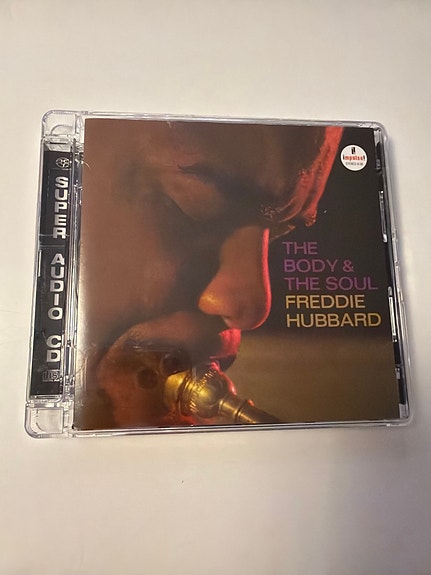 SUPER AUDIO CD
impulse!
THE
BODY &
THE SOUL
FREDDIE
HUBBARD